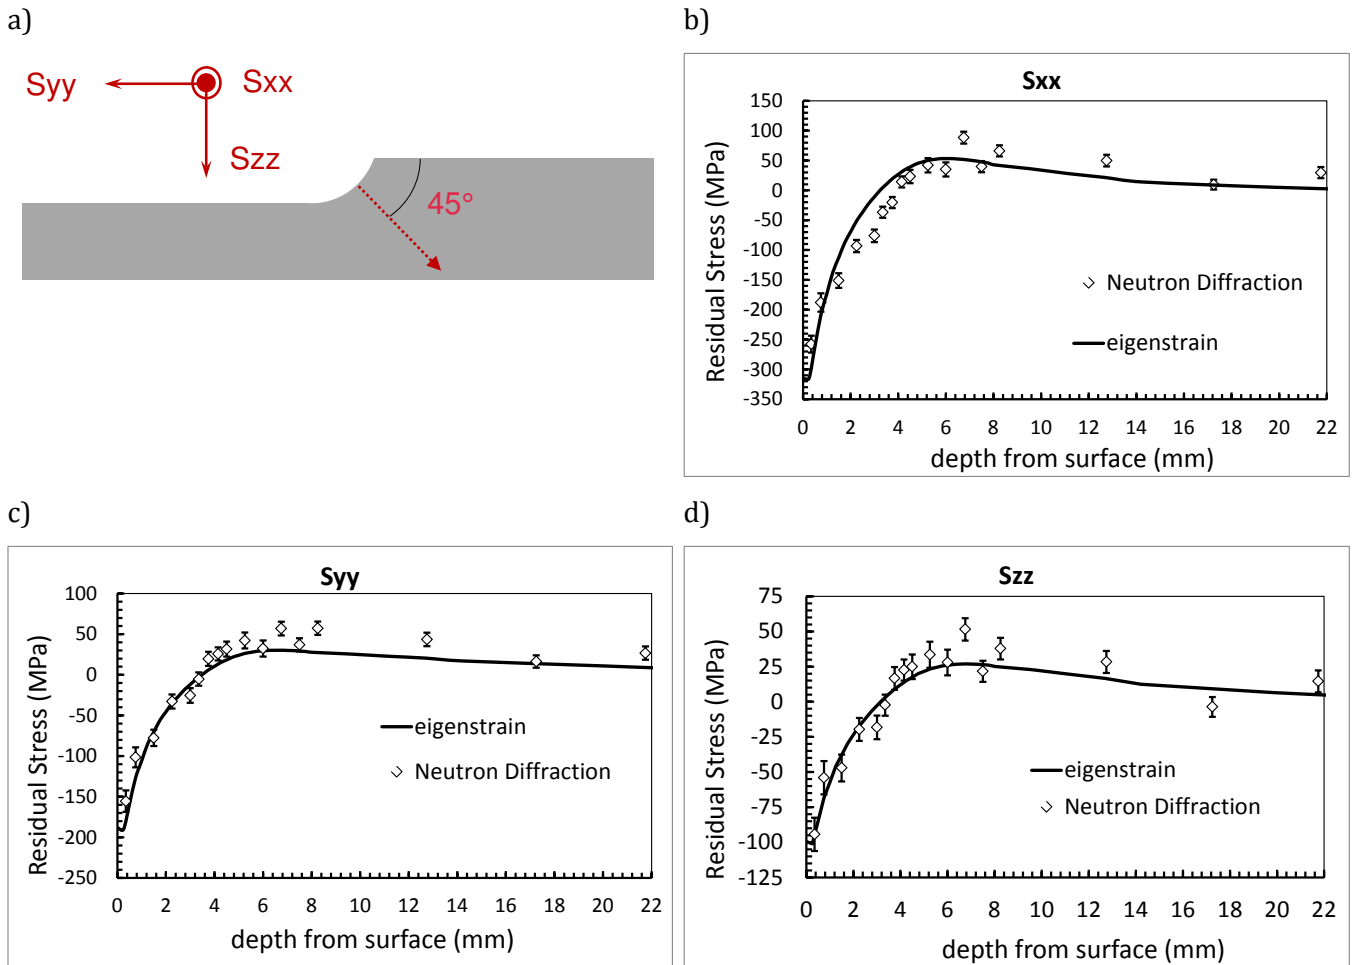 a)
Syy
Sxx
Szz
45°
b)
Sxx
150
100
50
0
-50
-100
-150
-200
-250
-300
-350
Residual Stress (MPa)
Neutron Diffraction
eigenstrain
0 2 4 6 8 10 12 14 16 18 20 22
depth from surface (mm)
c)
Syy
100
50
0
-50
-100
-150
-200
-250
Residual Stress (MPa)
eigenstrain
Neutron Diffraction
0 2 4 6 8 10 12 14 16 18 20 22
depth from surface (mm)
d)
Szz
75
50
25
0
-25
-50
-75
-100
-125
Residual Stress (MPa)
eigenstrain
Neutron Diffraction
0 2 4 6 8 10 12 14 16 18 20 22
depth from surface (mm)